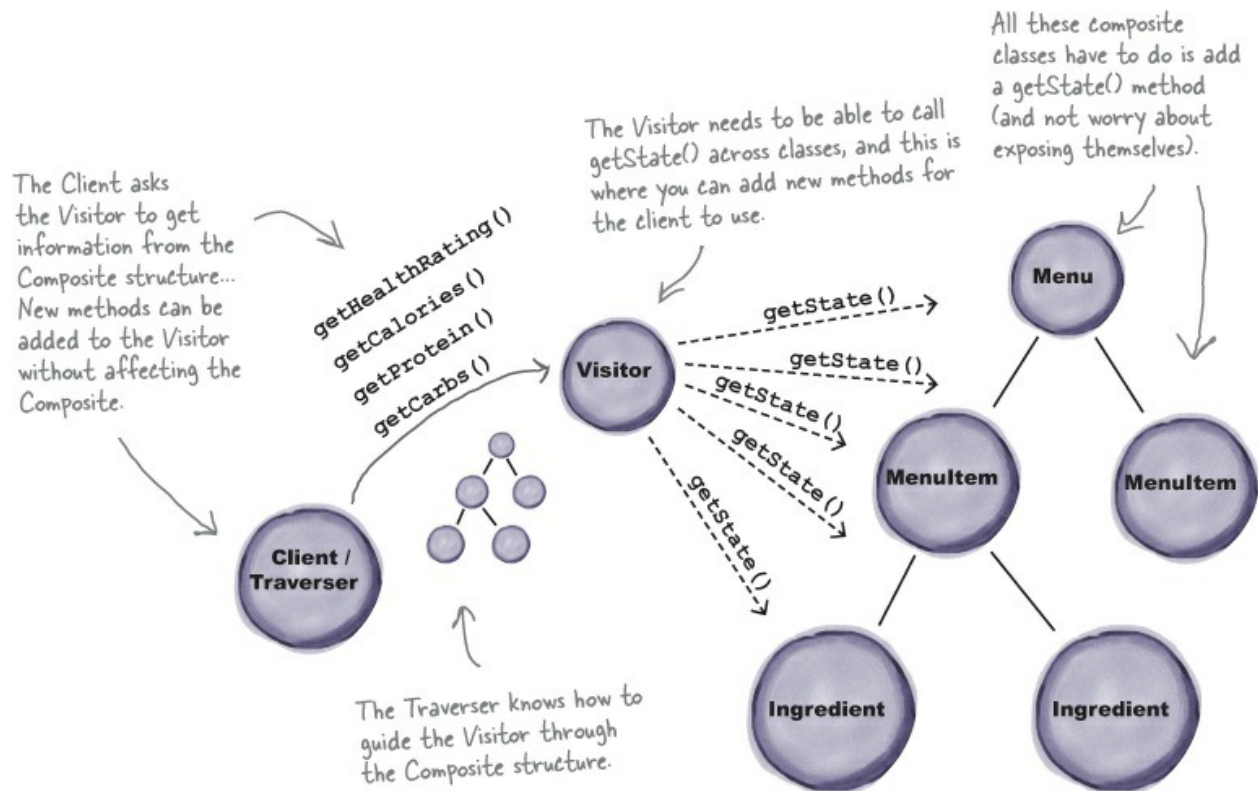 All these composite
classes have to do is add
a getState() method
(and not worry about
exposing themselves).
The Visitor needs to be able to call
getState() across classes, and this is
where you can add new methods for
the client to use.
The Client asks
the Visitor to get
information from the
Composite structure...
New methods can be
added to the Visitor
without affecting the
Composite.
getHealthRating()
getCalories()
getProtein()
getCarbs()
Visitor
getState()
getState()
getState()
getState()
getState()
Menu
MenuItem
MenuItem
Client /
Traverser
Ingredient
Ingredient
The Traverser knows how to
guide the Visitor through
the Composite structure.